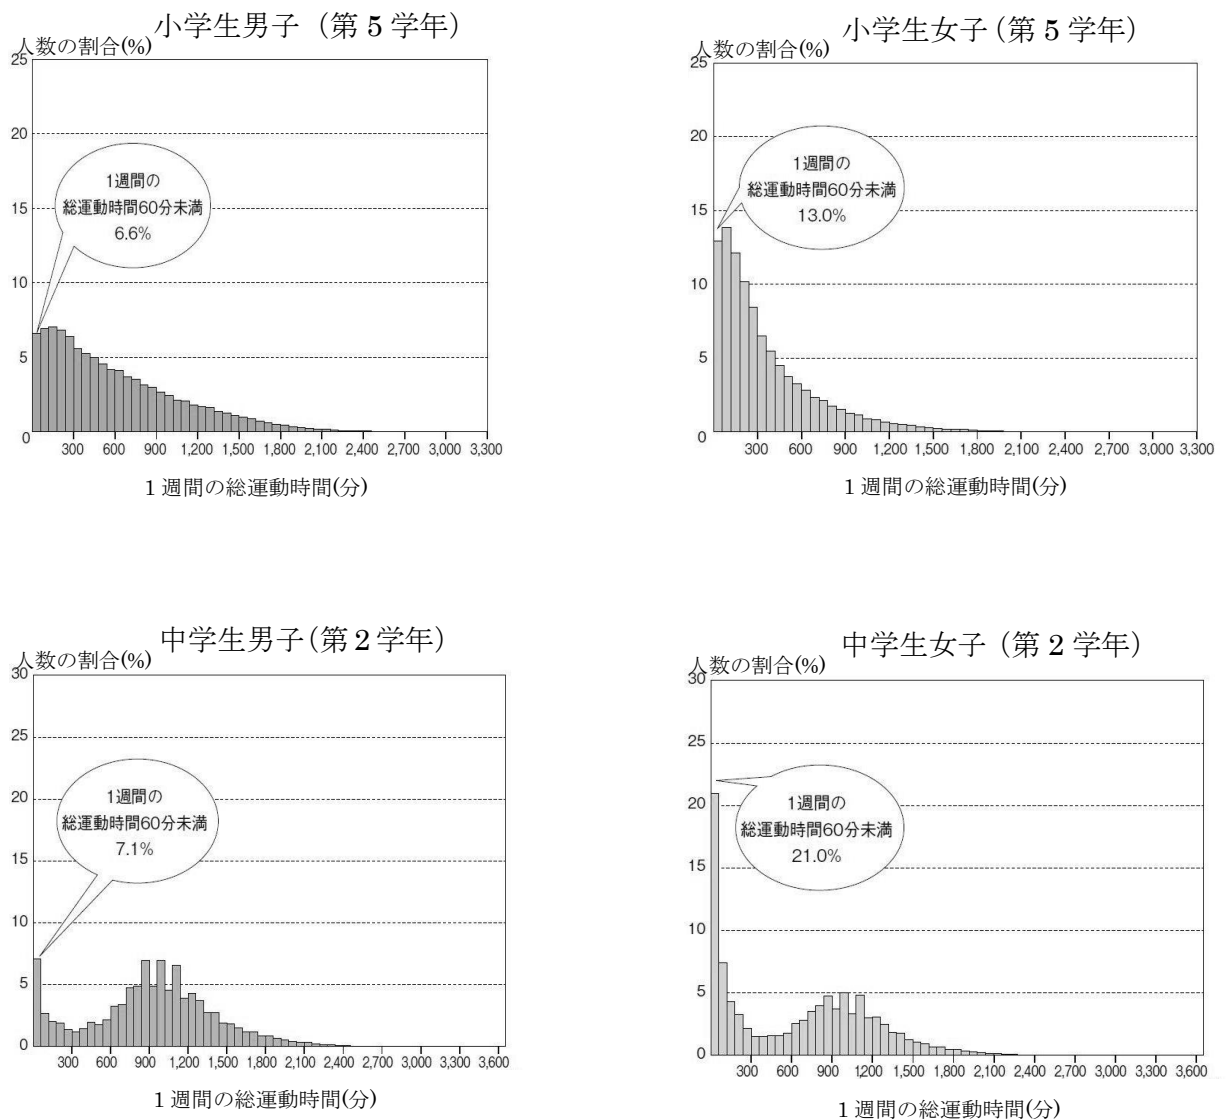 小学生男子 (第 5 学年)
人数の割合(%)
25
20
15
10
5
0
1週間の
総運動時間60分未満
6.6%
300 600 900 1,200 1,500 1,800 2,100 2,400 2,700 3,000 3,300
1 週間の総運動時間(分)
小学生女子 (第 5 学年)
人数の割合(%)
25
20
15
10
5
0
1週間の
総運動時間60分未満
13.0%
300 600 900 1,200 1,500 1,800 2,100 2,400 2,700 3,000 3,300
1 週間の総運動時間(分)
中学生男子 (第 2 学年)
人数の割合(%)
30
25
20
15
10
5
0
1週間の
総運動時間60分未満
7.1%
300 600 900 1,200 1,500 1,800 2,100 2,400 2,700 3,000 3,300 3,600
1 週間の総運動時間(分)
中学生女子 (第 2 学年)
人数の割合(%)
30
25
20
15
10
5
0
1週間の
総運動時間60分未満
21.0%
300 600 900 1,200 1,500 1,800 2,100 2,400 2,700 3,000 3,300 3,600
1 週間の総運動時間(分)